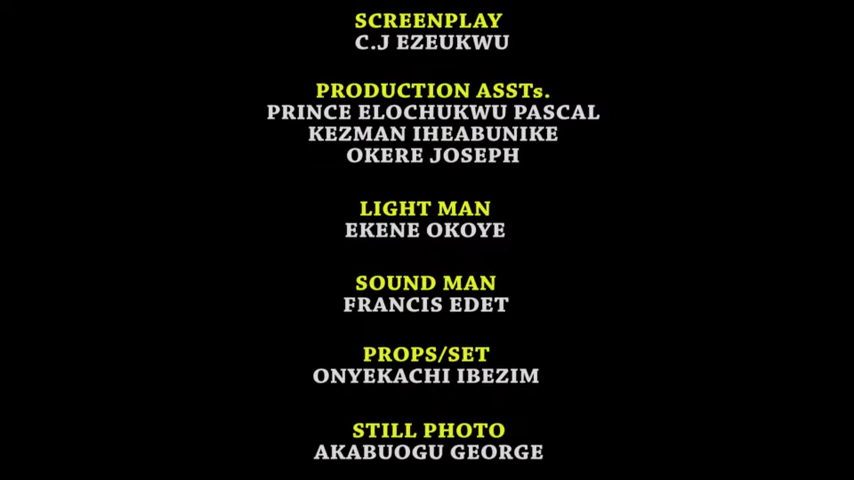 SCREENPLAY
C.J EZEUKWU
PRODUCTION ASSTs.
PRINCE ELOCHUKWU PASCAL
KEZMAN IHEABUNIKE
OKERE JOSEPH
LIGHT MAN
EKENE OKOYE
SOUND MAN
FRANCIS EDET
PROPS/SET
ONYEKACHI IBEZIM
STILL PHOTO
AKABUOGU GEORGE